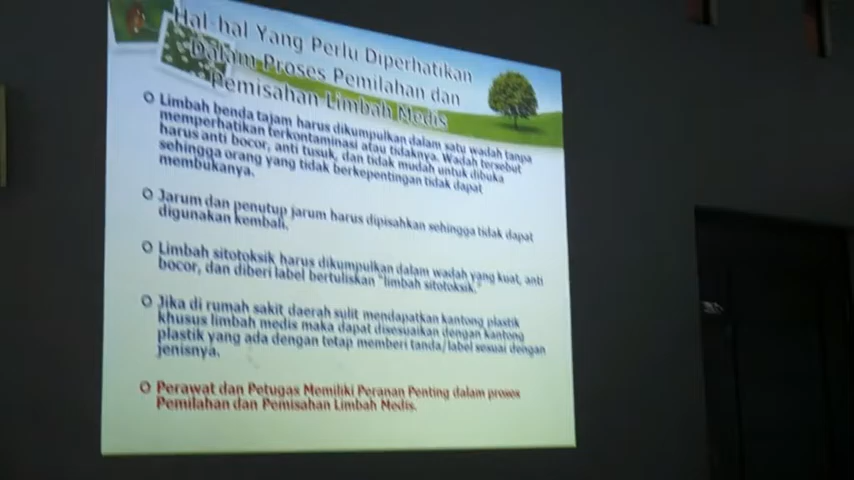 Hal-hal Yang Perlu Diperhatikan
Dalam Proses Pemilahan dan
Pemisahan Limbah Medis
Limbah benda tajam harus dikumpulkan dalam satu wadah tanpa
memperhatikan terkontaminasi atau tidaknya. Wadah tersebut
harus anti bocor, anti tusuk, dan tidak mudah untuk dibuka
sehingga orang yang tidak berkepentingan tidak dapat
membukanya.
Jarum dan penutup jarum harus dipisahkan sehingga tidak dapat
digunakan kembali.
Limbah sitotoksik harus dikumpulkan dalam wadah yang kuat, anti
bocor, dan diberi label bertuliskan "limbah sitotoksik."
Jika di rumah sakit daerah sulit mendapatkan kantong plastik
khusus limbah medis maka dapat disesuaikan dengan kantong
plastik yang ada dengan tetap memberi tanda/label sesuai dengan
jenisnya.
Perawat dan Petugas Memiliki Peranan Penting dalam proses
Pemilahan dan Pemisahan Limbah Medis.